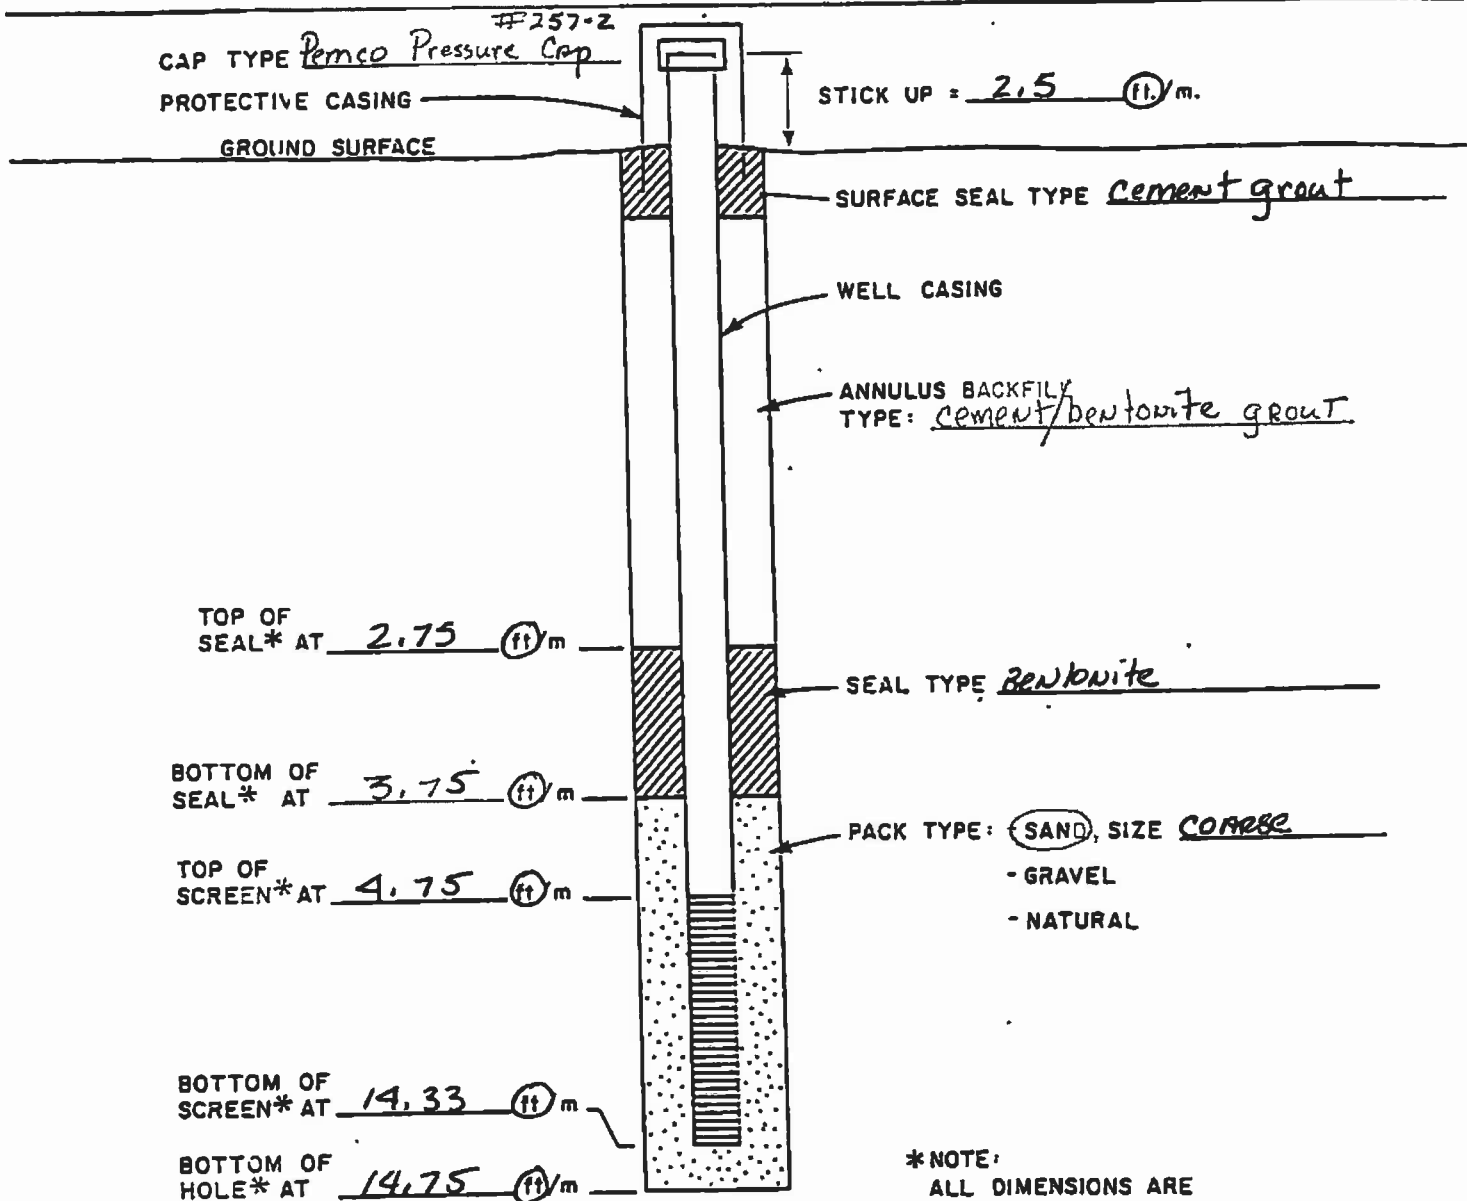 #257-2
CAP TYPE Pemco Pressure Cap
PROTECTIVE CASING
STICK UP = 2.5 ft./m.
GROUND SURFACE
SURFACE SEAL TYPE cement grout
WELL CASING
ANNULUS BACKFILL
TYPE: cement/bentonite grout
TOP OF
SEAL* AT 2.75 ft/m
SEAL TYPE Bentonite
BOTTOM OF
SEAL* AT 3.75 ft/m
PACK TYPE: - SAND, SIZE COARSE
- GRAVEL
- NATURAL
TOP OF
SCREEN* AT 4.75 ft/m
BOTTOM OF
SCREEN* AT 14.33 ft/m
BOTTOM OF
HOLE* AT 14.75 ft/m
*NOTE:
ALL DIMENSIONS ARE